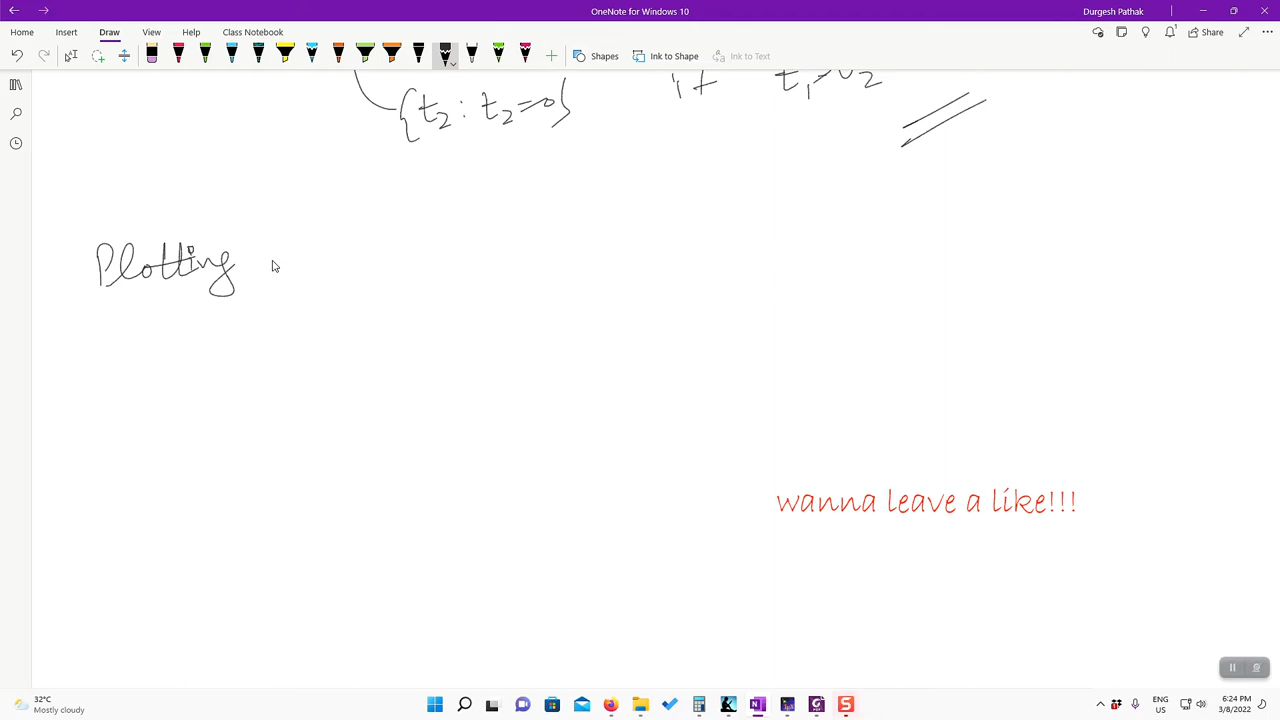 OneNote for Windows 10
Durgesh Pathak
Home Insert Draw View Help Class Notebook
Share
Shapes Ink to Shape Ink to Text
{t2 : t2=0} if
Plotting
wanna leave a like!!!
32°C
Mostly cloudy
ENG
US
6:24 PM
3/8/2022